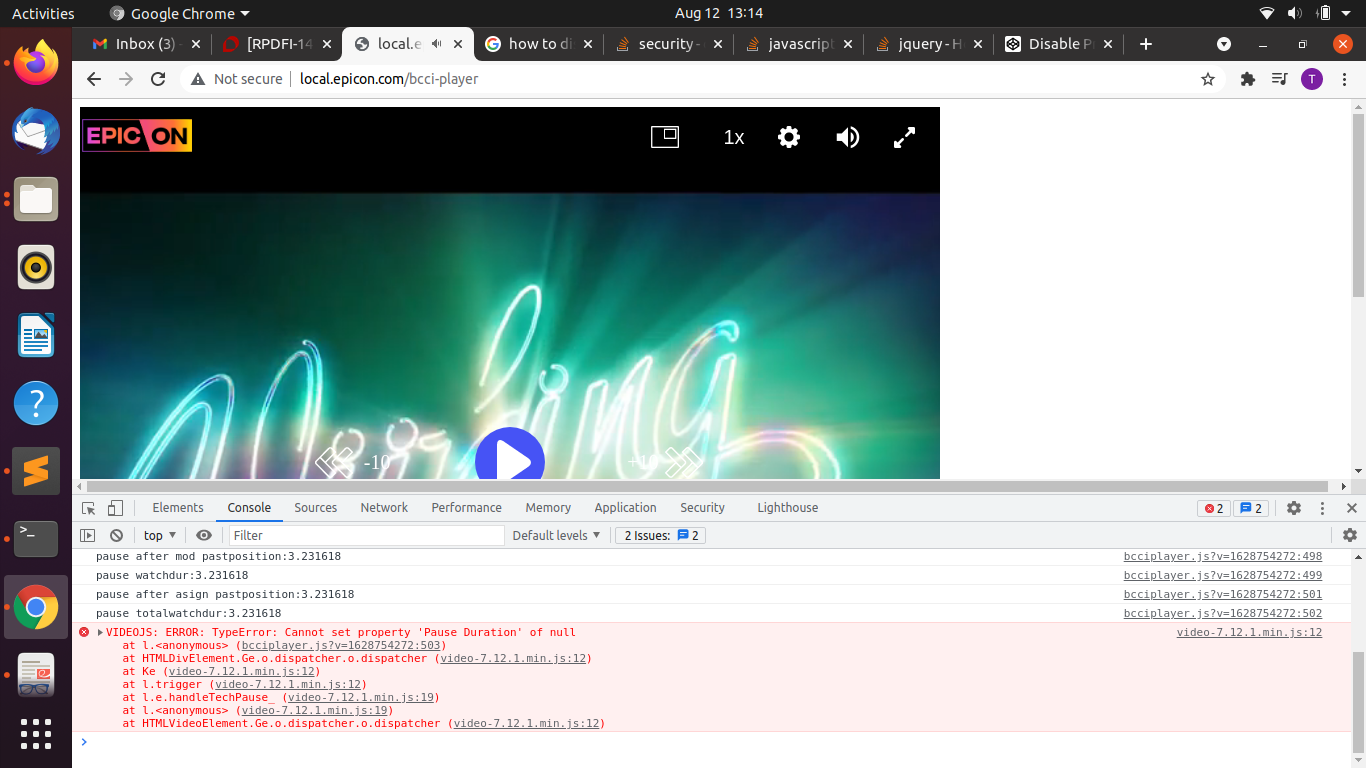 Activities
Google Chrome
Aug 12 13:14
Inbox (3)
[RPDFI-14
local.e
how to di
security -
javascript
jquery - H
Disable P
Not secure
local.epicon.com/bcci-player
T
EPIC ON
1x
-10
+10
Elements
Console
Sources
Network
Performance
Memory
Application
Security
Lighthouse
2
2
top
Filter
Default levels
2 Issues:
2
pause after mod pastposition:3.231618
bcciplayer.js?v=1628754272:498
pause watchdur:3.231618
bcciplayer.js?v=1628754272:499
pause after asign pastposition:3.231618
bcciplayer.js?v=1628754272:501
pause totalwatchdur:3.231618
bcciplayer.js?v=1628754272:502
VIDEOJS: ERROR: TypeError: Cannot set property 'Pause Duration' of null
video-7.12.1.min.js:12
at l.<anonymous> (bcciplayer.js?v=1628754272:503)
at HTMLDivElement.Ge.o.dispatcher.o.dispatcher (video-7.12.1.min.js:12)
at Ke (video-7.12.1.min.js:12)
at l.trigger (video-7.12.1.min.js:12)
at l.e.handleTechPause_ (video-7.12.1.min.js:19)
at l.<anonymous> (video-7.12.1.min.js:19)
at HTMLVideoElement.Ge.o.dispatcher.o.dispatcher (video-7.12.1.min.js:12)